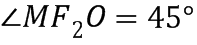 ∠MF₂O = 45°